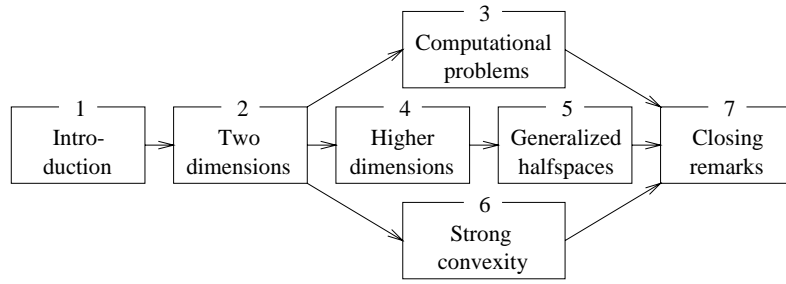 1
Intro-
duction
2
Two
dimensions
3
Computational
problems
4
Higher
dimensions
5
Generalized
halfspaces
6
Strong
convexity
7
Closing
remarks